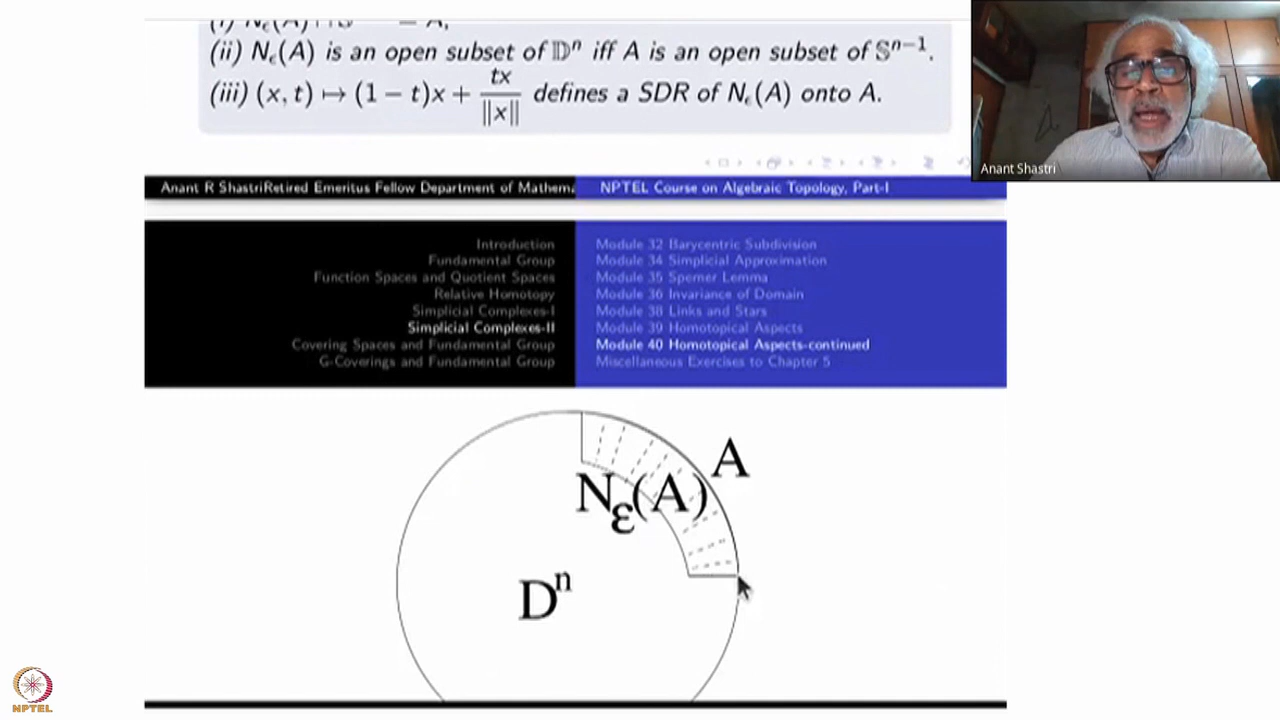 (ii) Nϵ(A) is an open subset of 𝔻ⁿ iff A is an open subset of 𝕊ⁿ⁻¹.
(iii) (x, t) ↦ (1 − t)x + tx/‖x‖ defines a SDR of Nϵ(A) onto A.
Anant Shastri
Anant R ShastriRetired Emeritus Fellow Department of Mathema
NPTEL Course on Algebraic Topology, Part-I
Introduction
Fundamental Group
Function Spaces and Quotient Spaces
Relative Homotopy
Simplicial Complexes-I
Simplicial Complexes-II
Covering Spaces and Fundamental Group
G-Coverings and Fundamental Group
Module 32 Barycentric Subdivision
Module 34 Simplicial Approximation
Module 35 Sperner Lemma
Module 36 Invariance of Domain
Module 38 Links and Stars
Module 39 Homotopical Aspects
Module 40 Homotopical Aspects-continued
Miscellaneous Exercises to Chapter 5
A
Nε(A)
Dⁿ
NPTEL